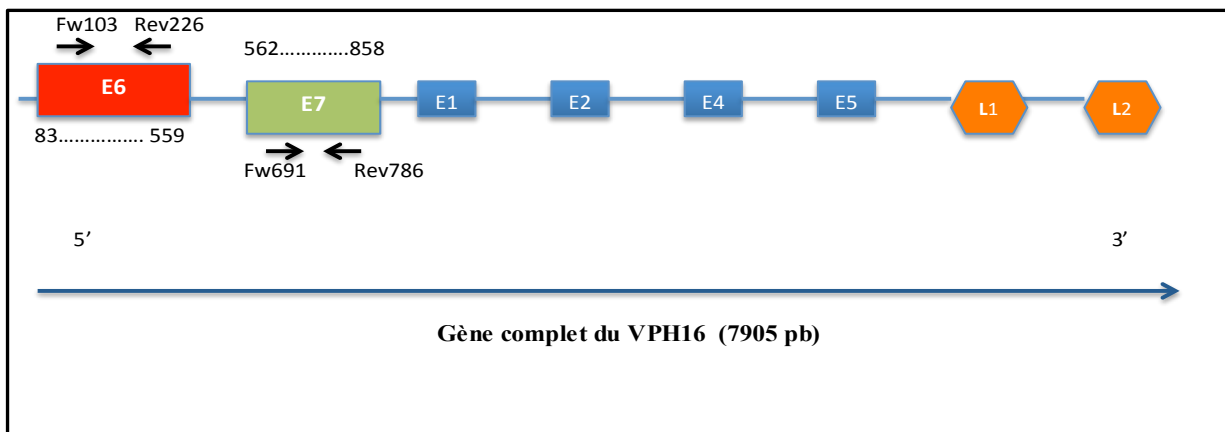 Fw103 Rev226
562………….858
E6
E7
E1
E2
E4
E5
L1
L2
83……………. 559
Fw691 Rev786
5’ 3’
Gène complet du VPH16 (7905 pb)